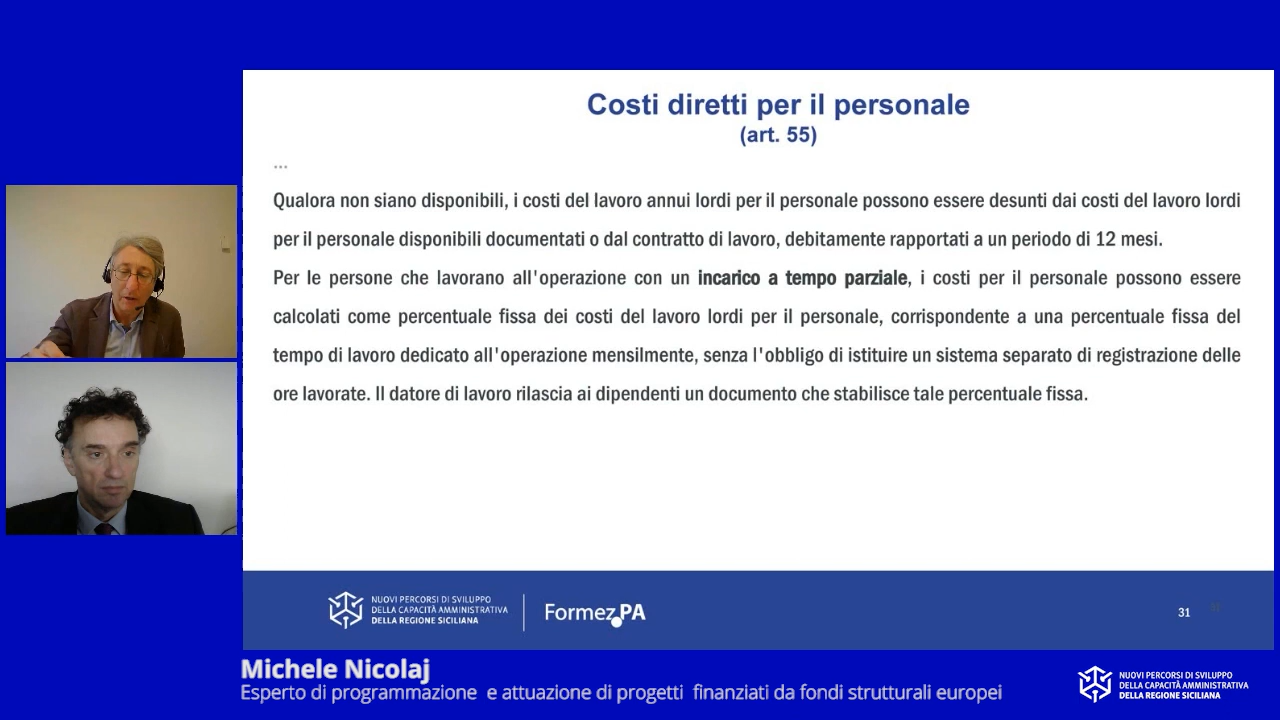 Costi diretti per il personale
(art. 55)
...
Qualora non siano disponibili, i costi del lavoro annui lordi per il personale possono essere desunti dai costi del lavoro lordi
per il personale disponibili documentati o dal contratto di lavoro, debitamente rapportati a un periodo di 12 mesi.
Per le persone che lavorano all'operazione con un incarico a tempo parziale, i costi per il personale possono essere
calcolati come percentuale fissa dei costi del lavoro lordi per il personale, corrispondente a una percentuale fissa del
tempo di lavoro dedicato all'operazione mensilmente, senza l'obbligo di istituire un sistema separato di registrazione delle
ore lavorate. Il datore di lavoro rilascia ai dipendenti un documento che stabilisce tale percentuale fissa.
NUOVI PERCORSI DI SVILUPPO
DELLA CAPACITÀ AMMINISTRATIVA
DELLA REGIONE SICILIANA
Formez PA
31
Michele Nicolaj
Esperto di programmazione e attuazione di progetti finanziati da fondi strutturali europei
NUOVI PERCORSI DI SVILUPPO
DELLA CAPACITÀ AMMINISTRATIVA
DELLA REGIONE SICILIANA